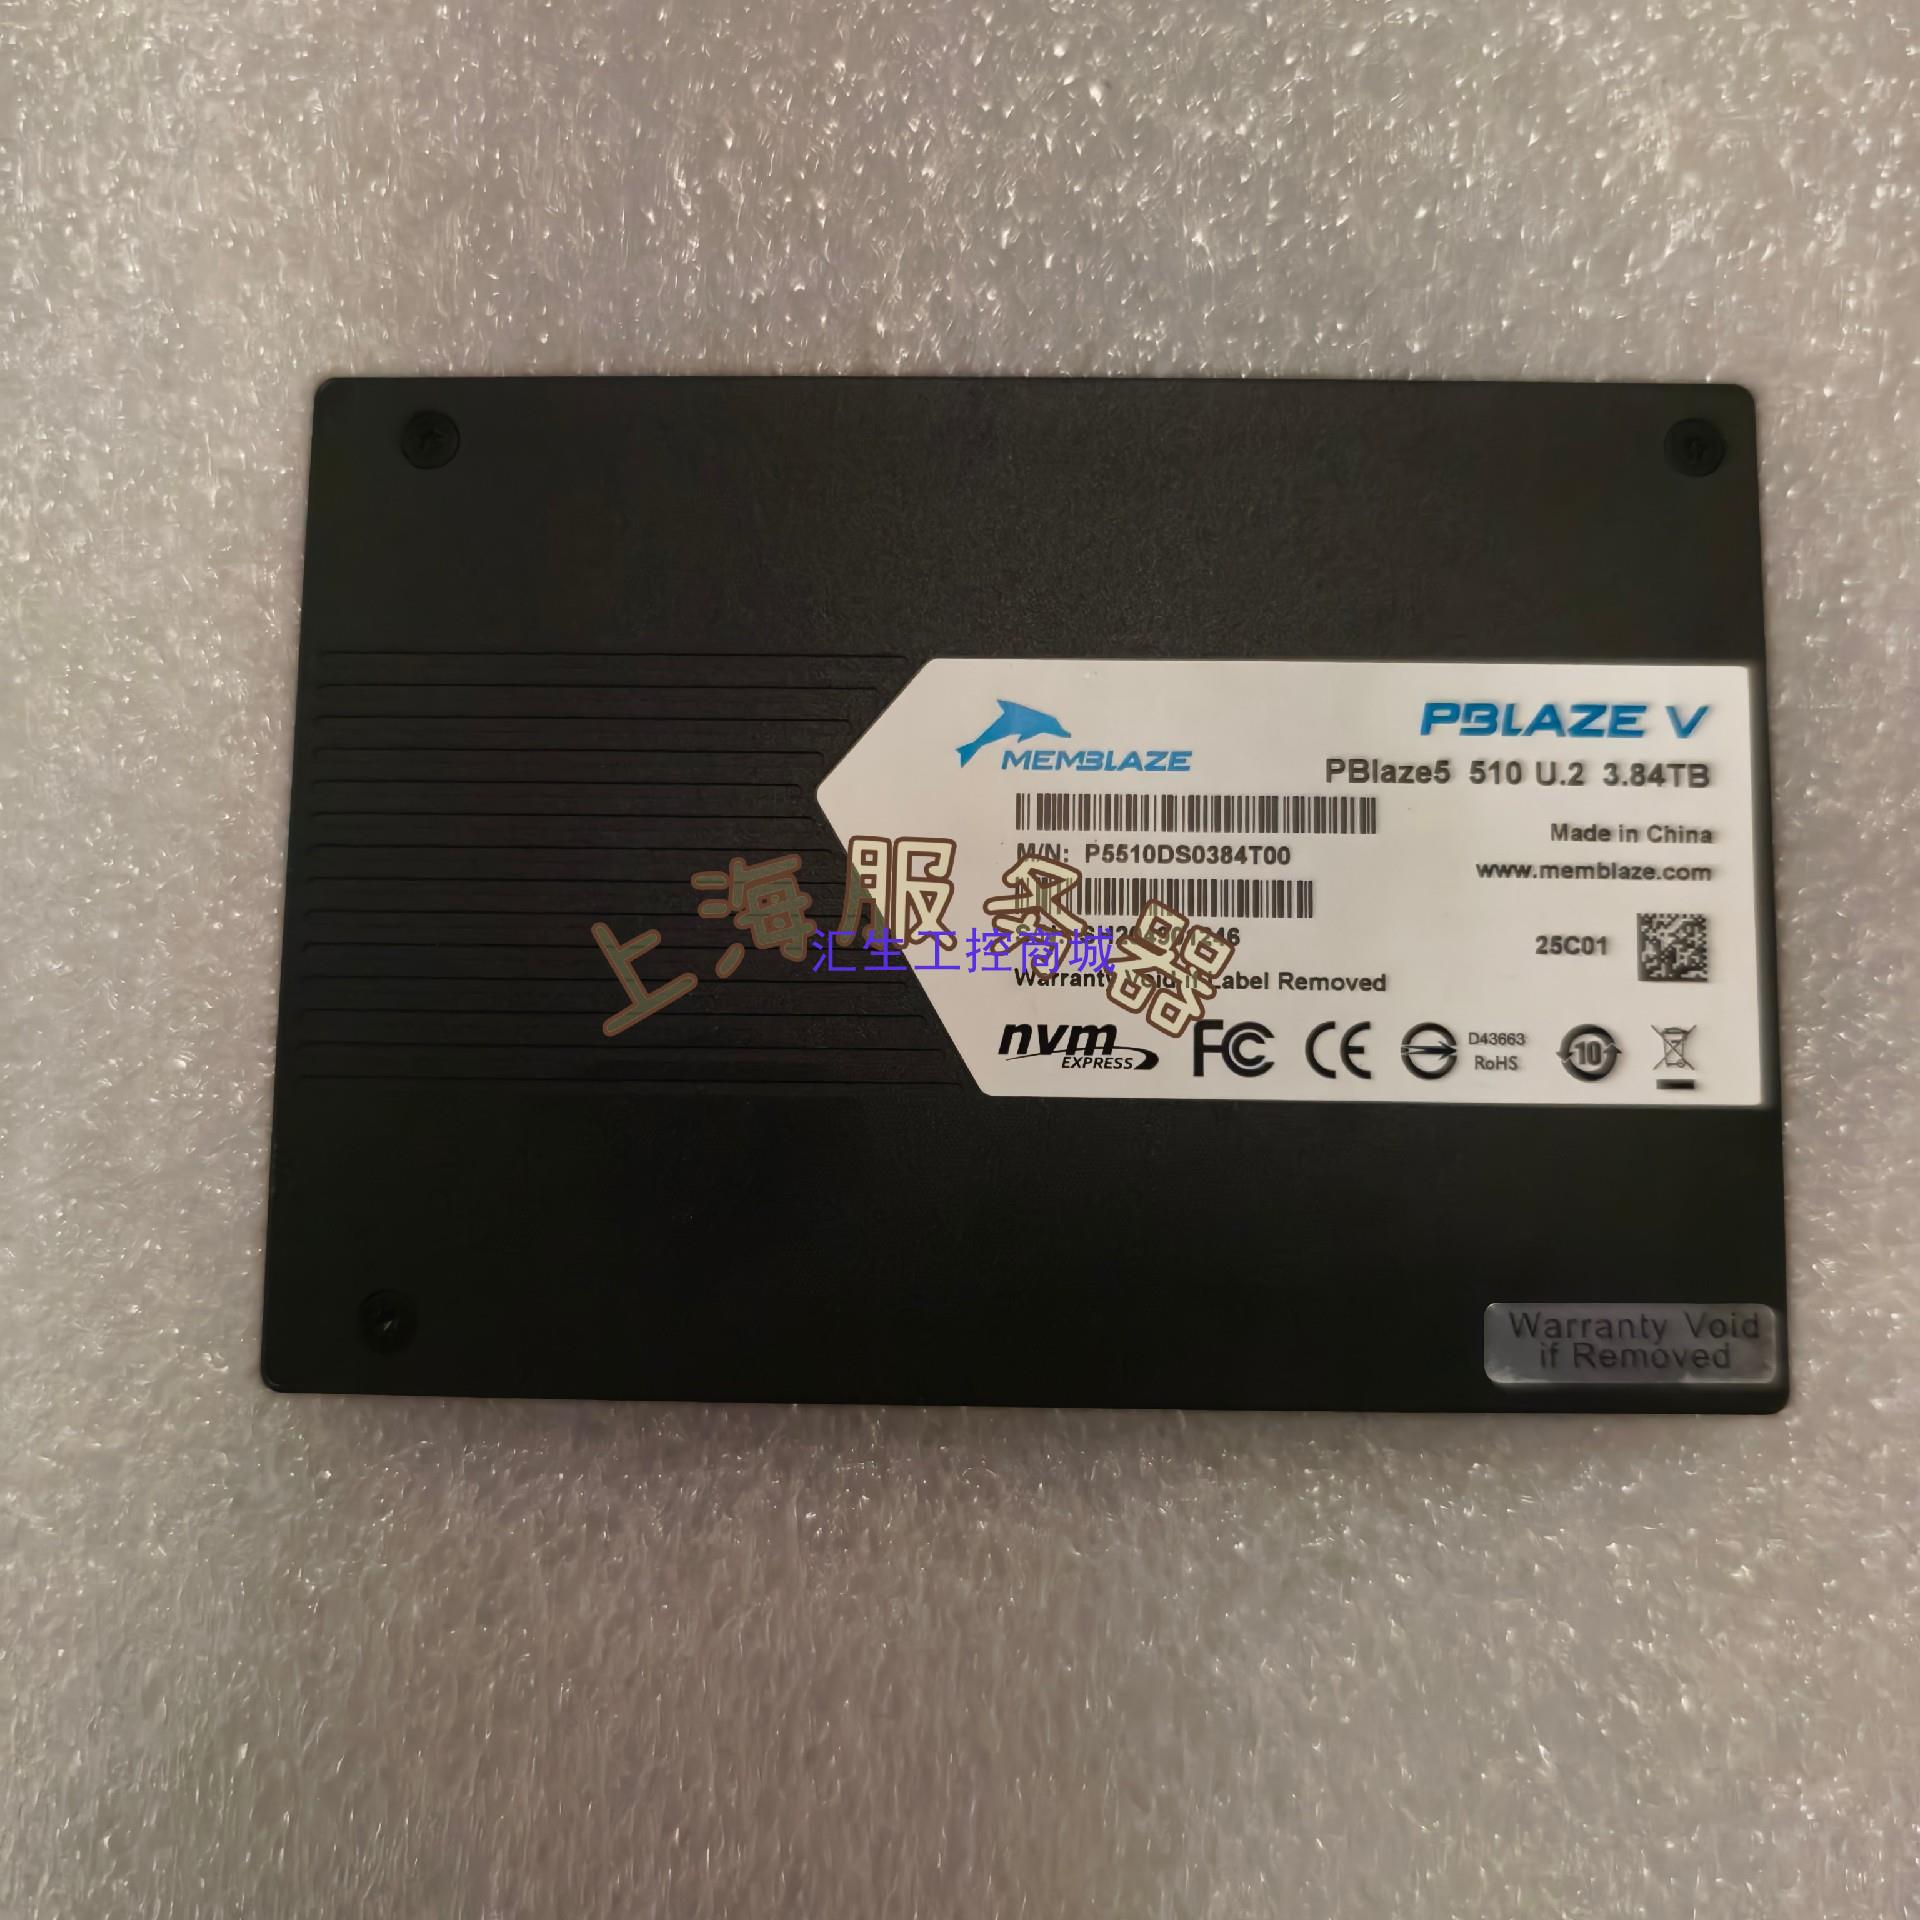 PBLAZE V
MEMBLAZE
PBlaze5 510 U.2 3.84TB
Made in China
M/N: P5510DS0384T00
www.memblaze.com
上海服务器
汇生工控商城
25C01
Warranty Void if Label Removed
nvm
EXPRESS
FC CE
D43663
RoHS
10
Warranty Void
if Removed